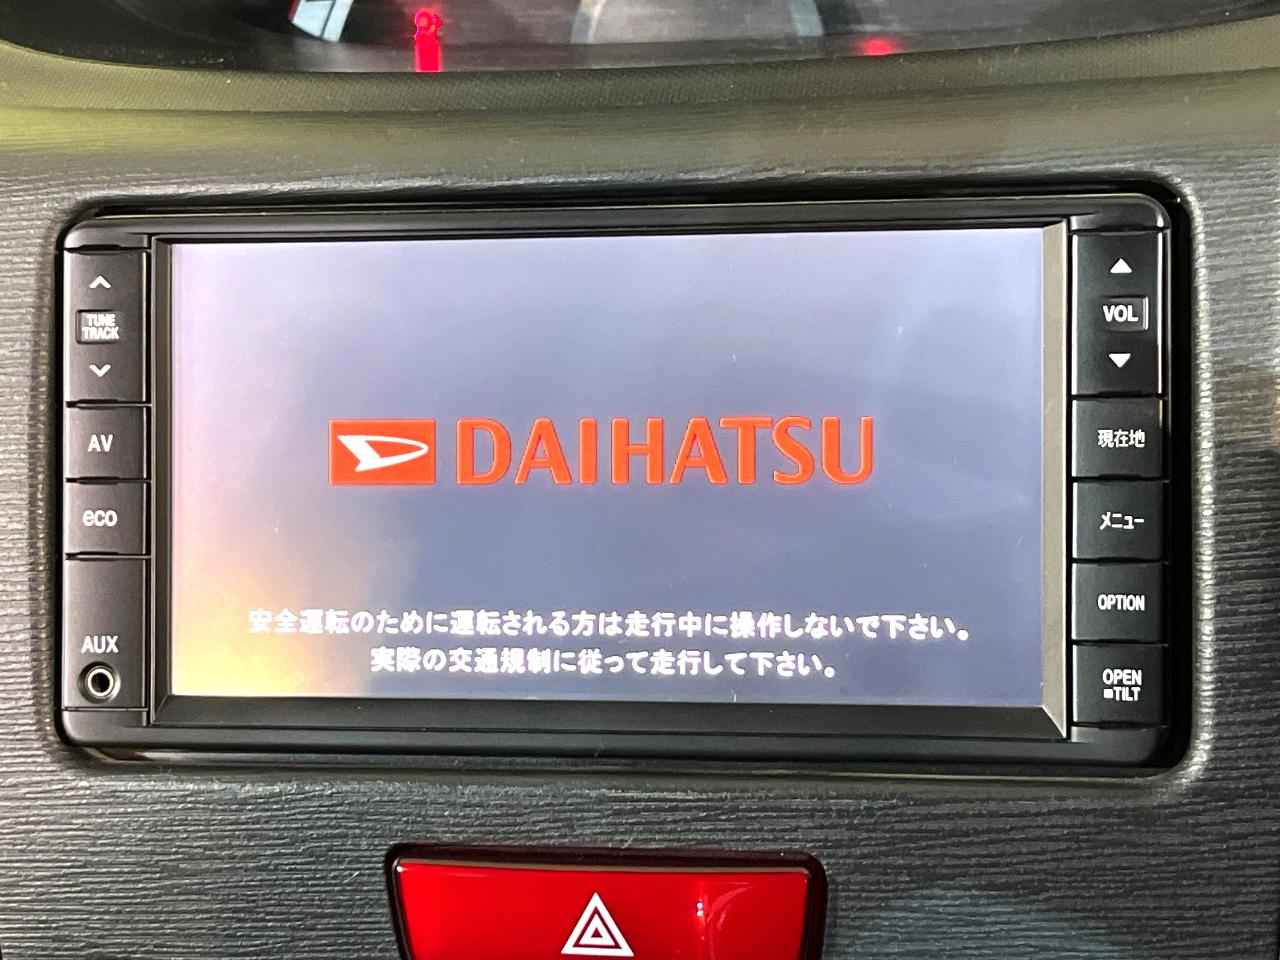 TUNE
TRACK
AV
eco
AUX
DAIHATSU
安全運転のために運転される方は走行中に操作しないで下さい。
実際の交通規制に従って走行して下さい。
VOL
現在地
メニュー
OPTION
OPEN
TILT